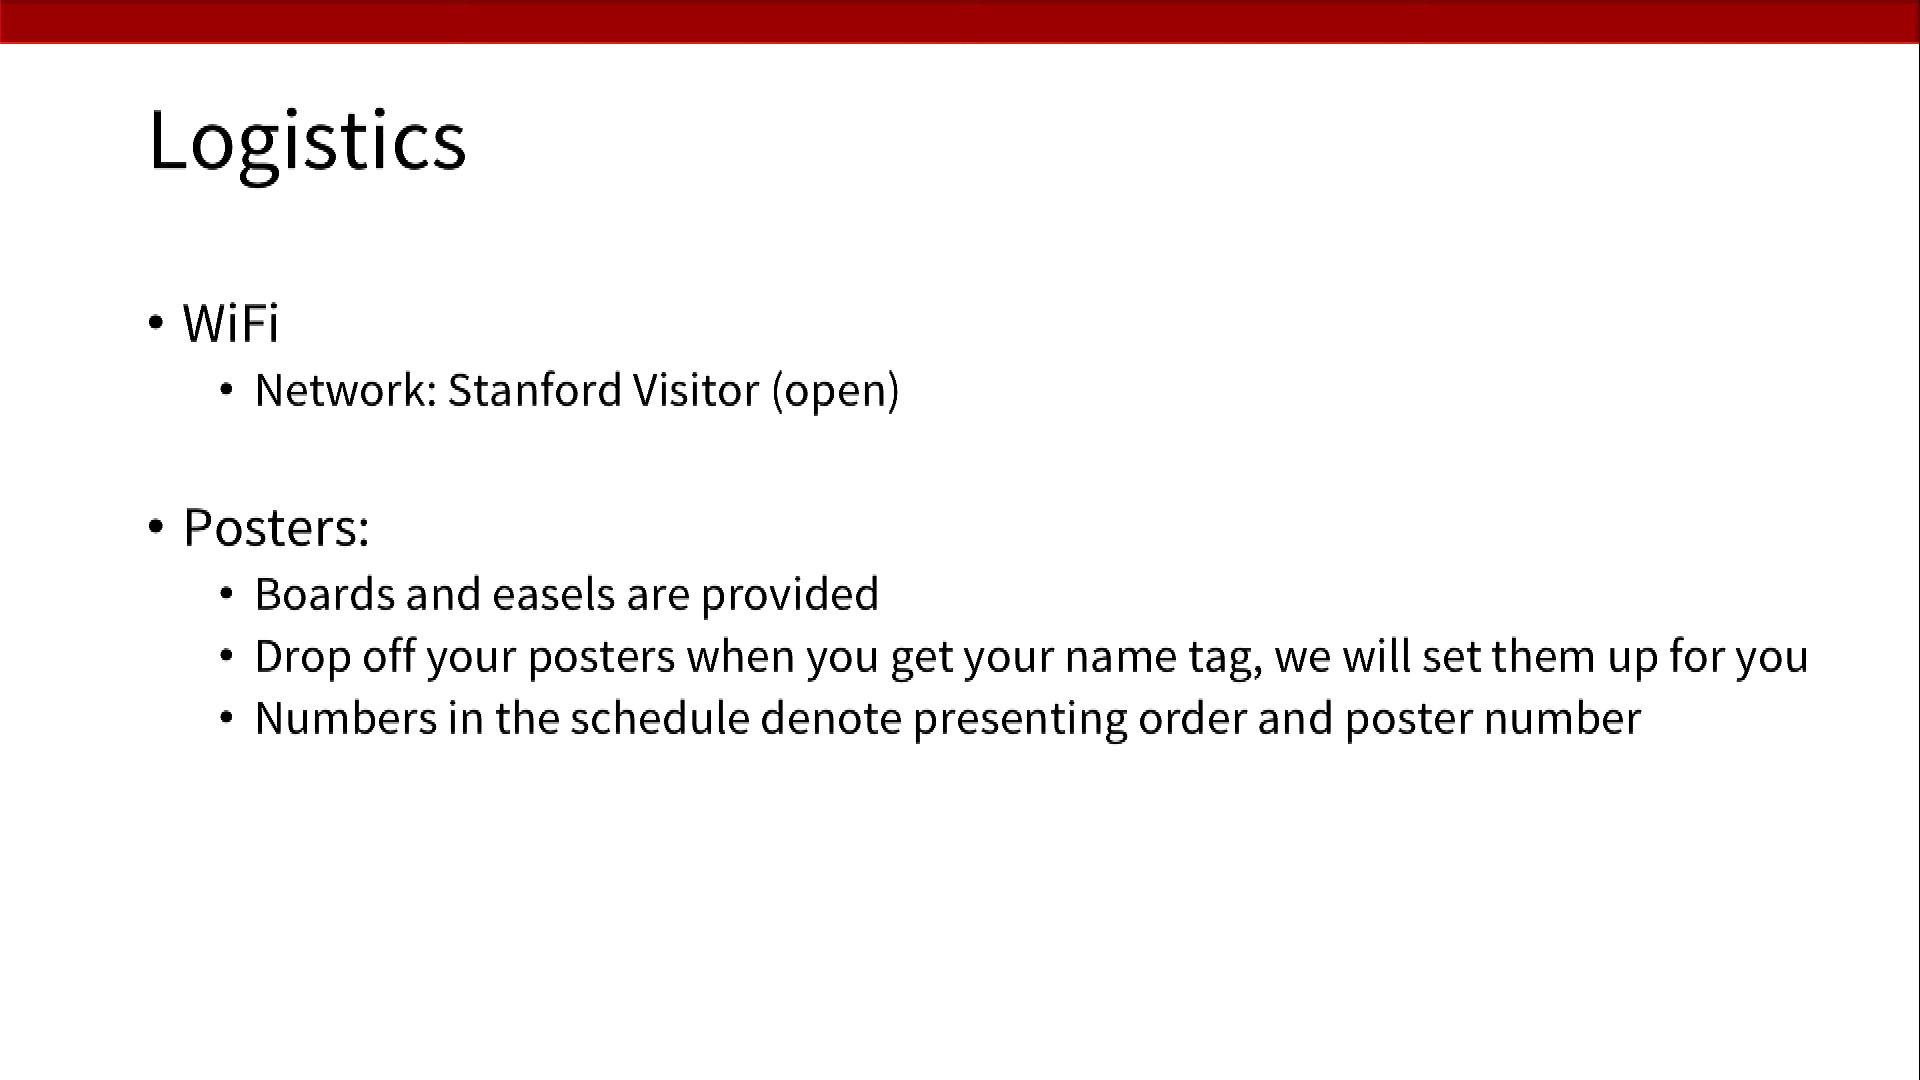 Logistics
• WiFi
• Network: Stanford Visitor (open)
• Posters:
• Boards and easels are provided
• Drop off your posters when you get your name tag, we will set them up for you
• Numbers in the schedule denote presenting order and poster number